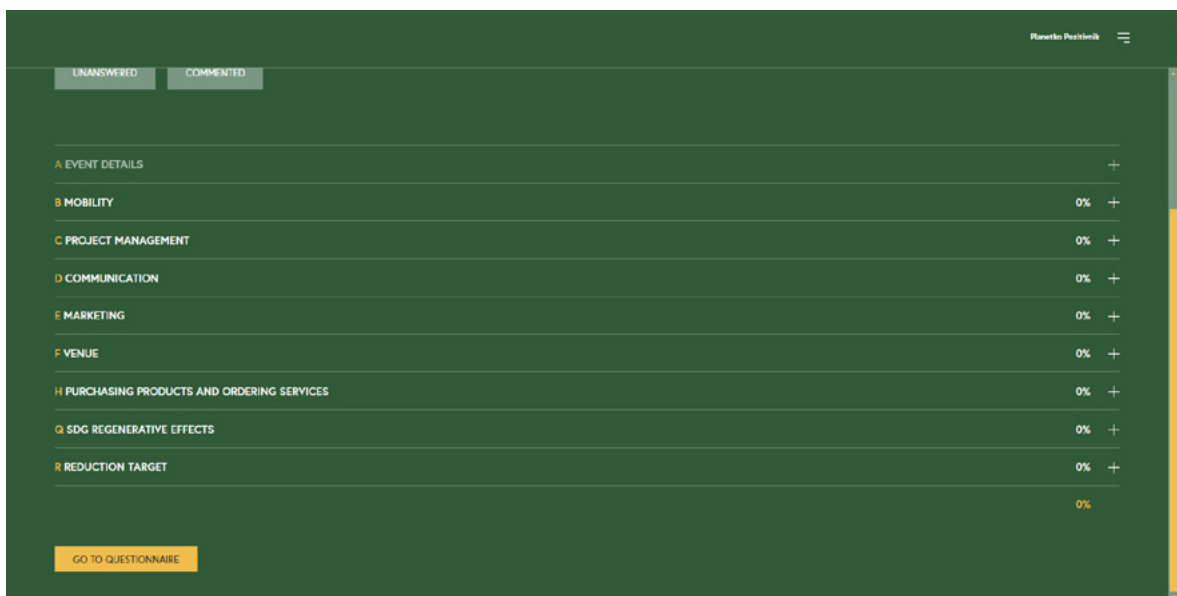 Planetko Pozitivnik
UNANSWERED COMMENTED
A EVENT DETAILS
B MOBILITY 0%
C PROJECT MANAGEMENT 0%
D COMMUNICATION 0%
E MARKETING 0%
F VENUE 0%
H PURCHASING PRODUCTS AND ORDERING SERVICES 0%
Q SDG REGENERATIVE EFFECTS 0%
R REDUCTION TARGET 0%
0%
GO TO QUESTIONNAIRE